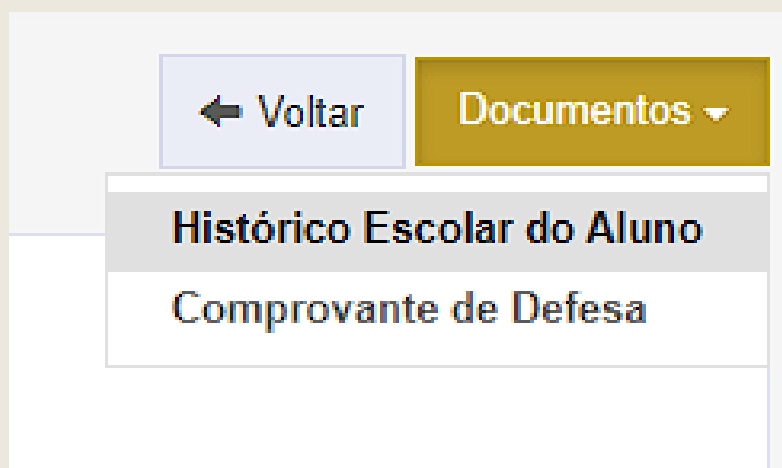 Voltar
Documentos
Histórico Escolar do Aluno
Comprovante de Defesa